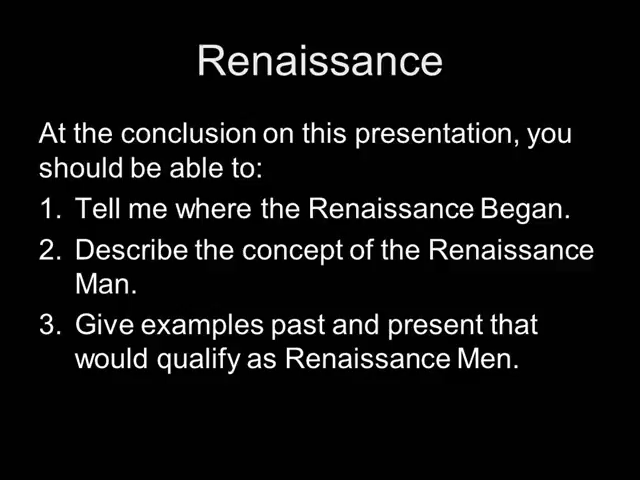 Renaissance
At the conclusion on this presentation, you
should be able to:
1. Tell me where the Renaissance Began.
2. Describe the concept of the Renaissance
Man.
3. Give examples past and present that
would qualify as Renaissance Men.